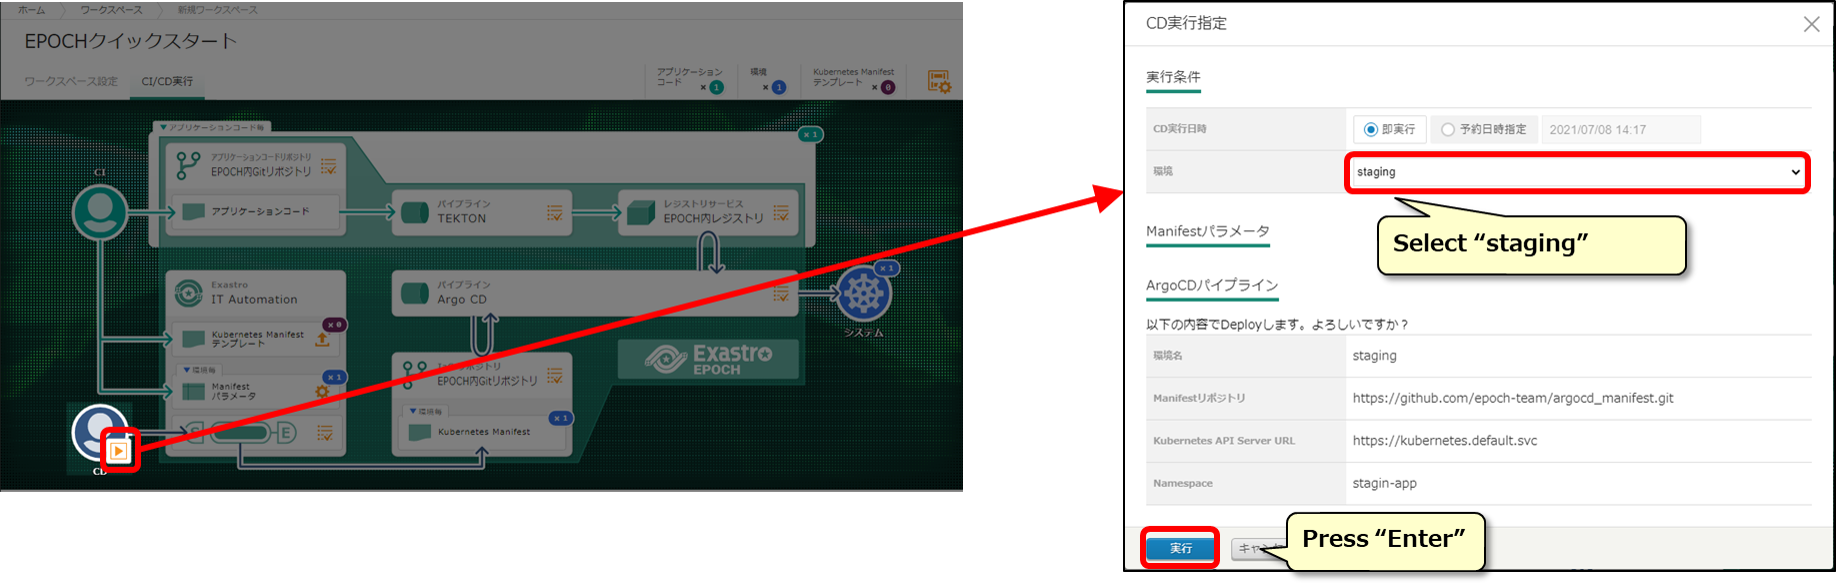 ホーム ワークスペース 新規ワークスペース
EPOCHクイックスタート
ワークスペース設定 CI/CD実行
アプリケーション
コード × 1
環境
× 1
Kubernetes Manifest
テンプレート × 0
▼アプリケーションコード毎
× 1
CI
アプリケーションコードリポジトリ
EPOCH内Gitリポジトリ
アプリケーションコード
パイプライン
TEKTON
レジストリサービス
EPOCH内レジストリ
Exastro
IT Automation
パイプライン
Argo CD
× 1
システム
Kubernetes Manifest
テンプレート
× 0
▼環境毎
× 1
Manifest
パラメータ
リポジトリ
EPOCH内Gitリポジトリ
Exastro
EPOCH
▼環境毎
× 1
Kubernetes Manifest
S E
CD
CD実行指定
実行条件
CD実行日時 即実行 予約日時指定 2021/07/08 14:17
環境 staging
Select “staging”
Manifestパラメータ
ArgoCDパイプライン
以下の内容でDeployします。よろしいですか？
環境名 staging
Manifestリポジトリ https://github.com/epoch-team/argocd_manifest.git
Kubernetes API Server URL https://kubernetes.default.svc
Namespace stagin-app
Press “Enter”
実行